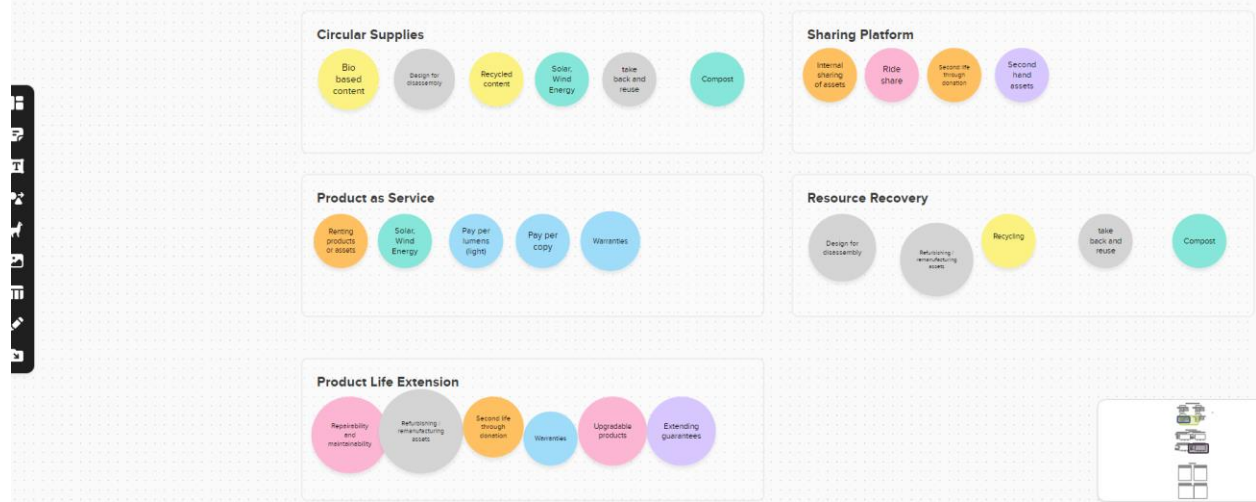 Circular Supplies
Bio
based
content
Design for
disassembly
Recycled
content
Solar,
Wind
Energy
take
back and
reuse
Compost
Sharing Platform
Internal
sharing
of assets
Ride
share
Second life
through
donation
Second
hand
assets
Product as Service
Renting
products
or assets
Solar,
Wind
Energy
Pay per
lumens
(light)
Pay per
copy
Warranties
Resource Recovery
Design for
disassembly
Refurbishing /
remanufacturing
assets
Recycling
take
back and
reuse
Compost
Product Life Extension
Repairability
and
maintainability
Refurbishing /
remanufacturing
assets
Second life
through
donation
Warranties
Upgradable
products
Extending
guarantees